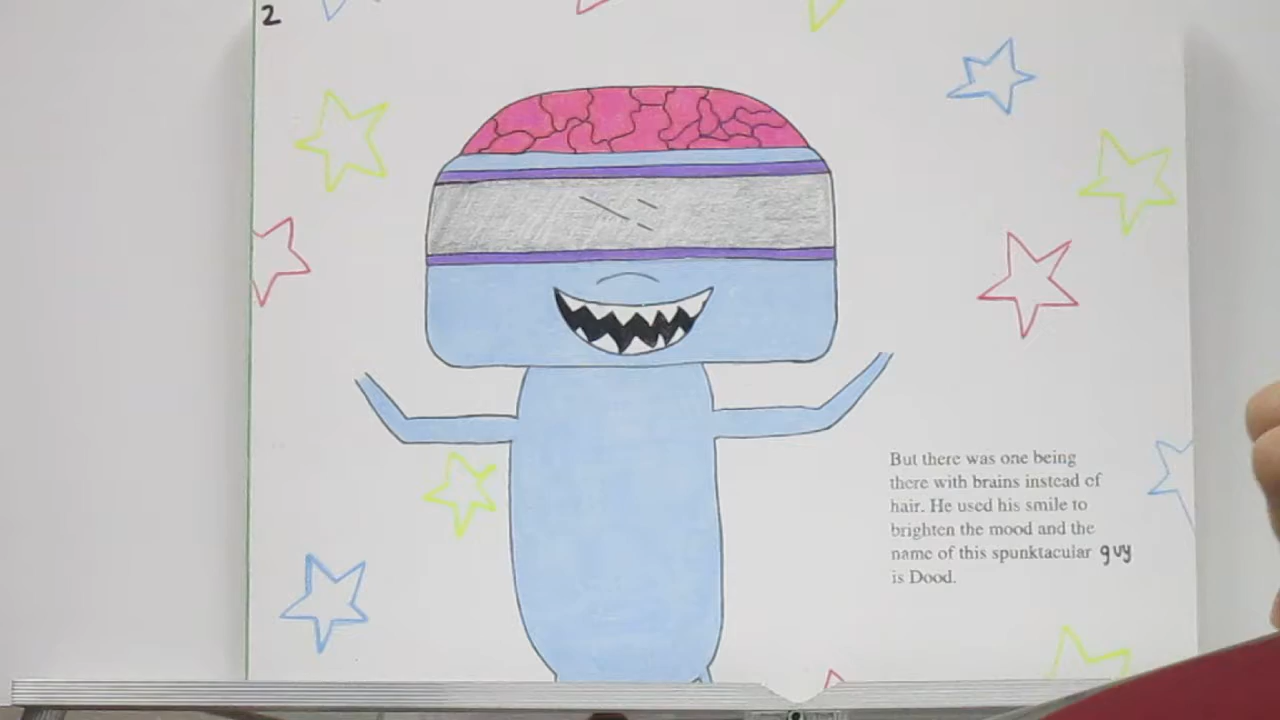 2
But there was one being
there with brains instead of
hair. He used his smile to
brighten the mood and the
name of this spunktacular guy
is Dood.